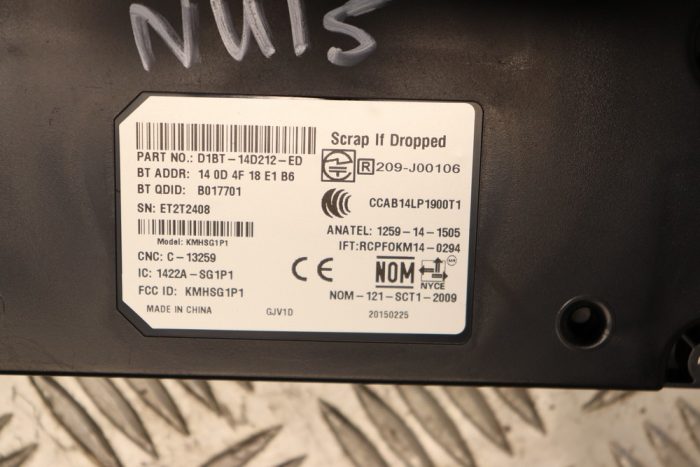 NU15
Scrap If Dropped
PART NO.: D1BT-14D212-ED
BT ADDR: 14 0D 4F 18 E1 B6
R 209-J00106
BT QDID: B017701
SN: ET2T2408
CCAB14LP1900T1
Model: KMHSG1P1
ANATEL: 1259-14-1505
IFT:RCPFOKM14-0294
CNC: C-13259
IC: 1422A-SG1P1
FCC ID: KMHSG1P1
CE
NOM
NYCE
NOM-121-SCT1-2009
MADE IN CHINA
GJV1D
20150225